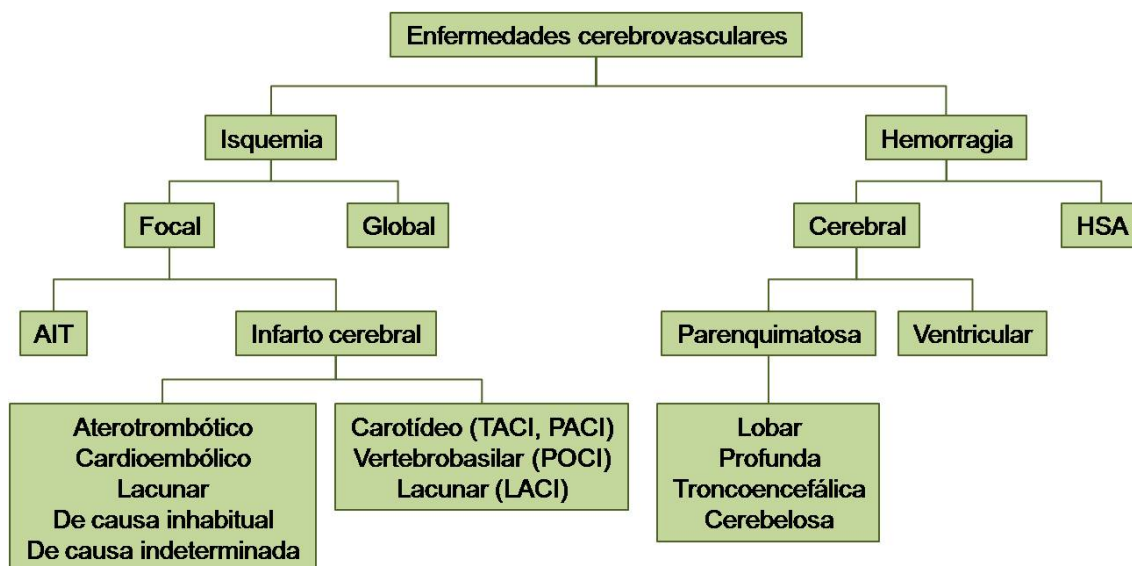 Enfermedades cerebrovasculares
Isquemia
Hemorragia
Focal
Global
Cerebral
HSA
AIT
Infarto cerebral
Parenquimatosa
Ventricular
Aterotrombótico
Cardioembólico
Lacunar
De causa inhabitual
De causa indeterminada
Carotídeo (TACI, PACI)
Vertebrobasilar (POCI)
Lacunar (LACI)
Lobar
Profunda
Troncoencefálica
Cerebelosa